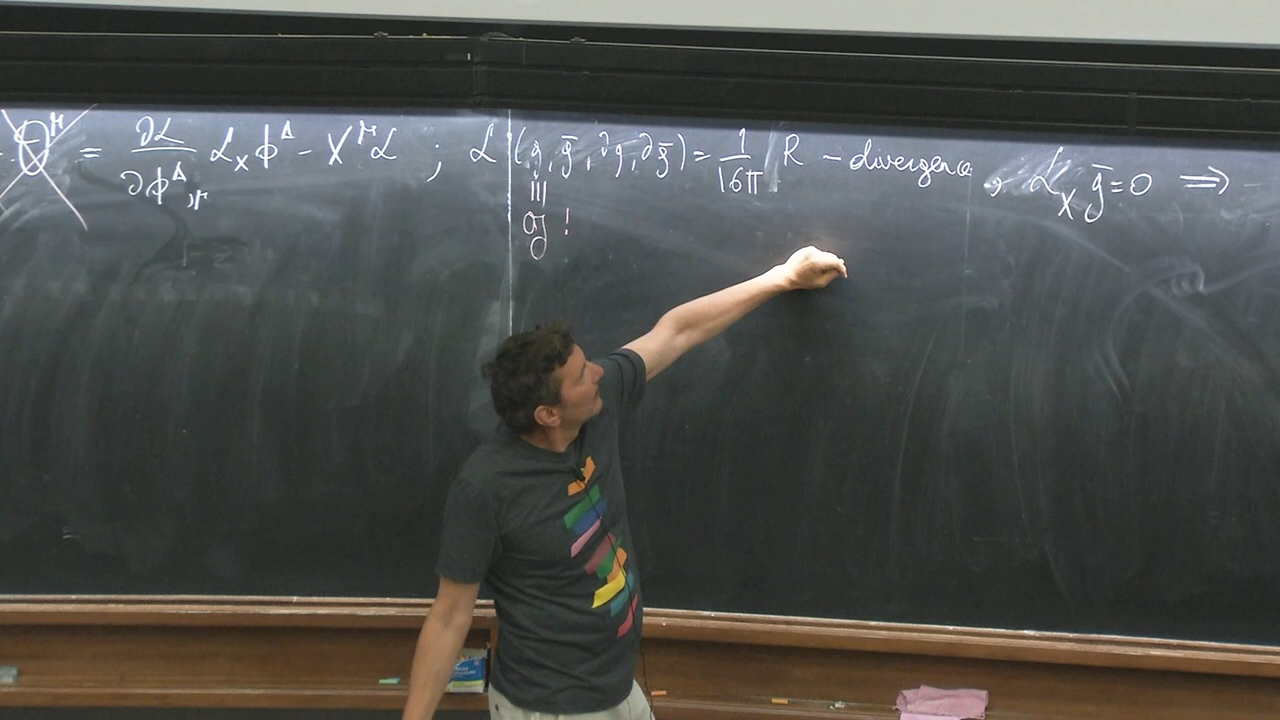 - Θ^μ = ∂ℒ/∂ϕ^A_{,μ} ℒ_X ϕ^A - X^μ ℒ ; ℒ(g, ḡ, ∂g, ∂ḡ) = 1/16π R - divergence, ℒ_X ḡ = 0 ⇒
|||
g !